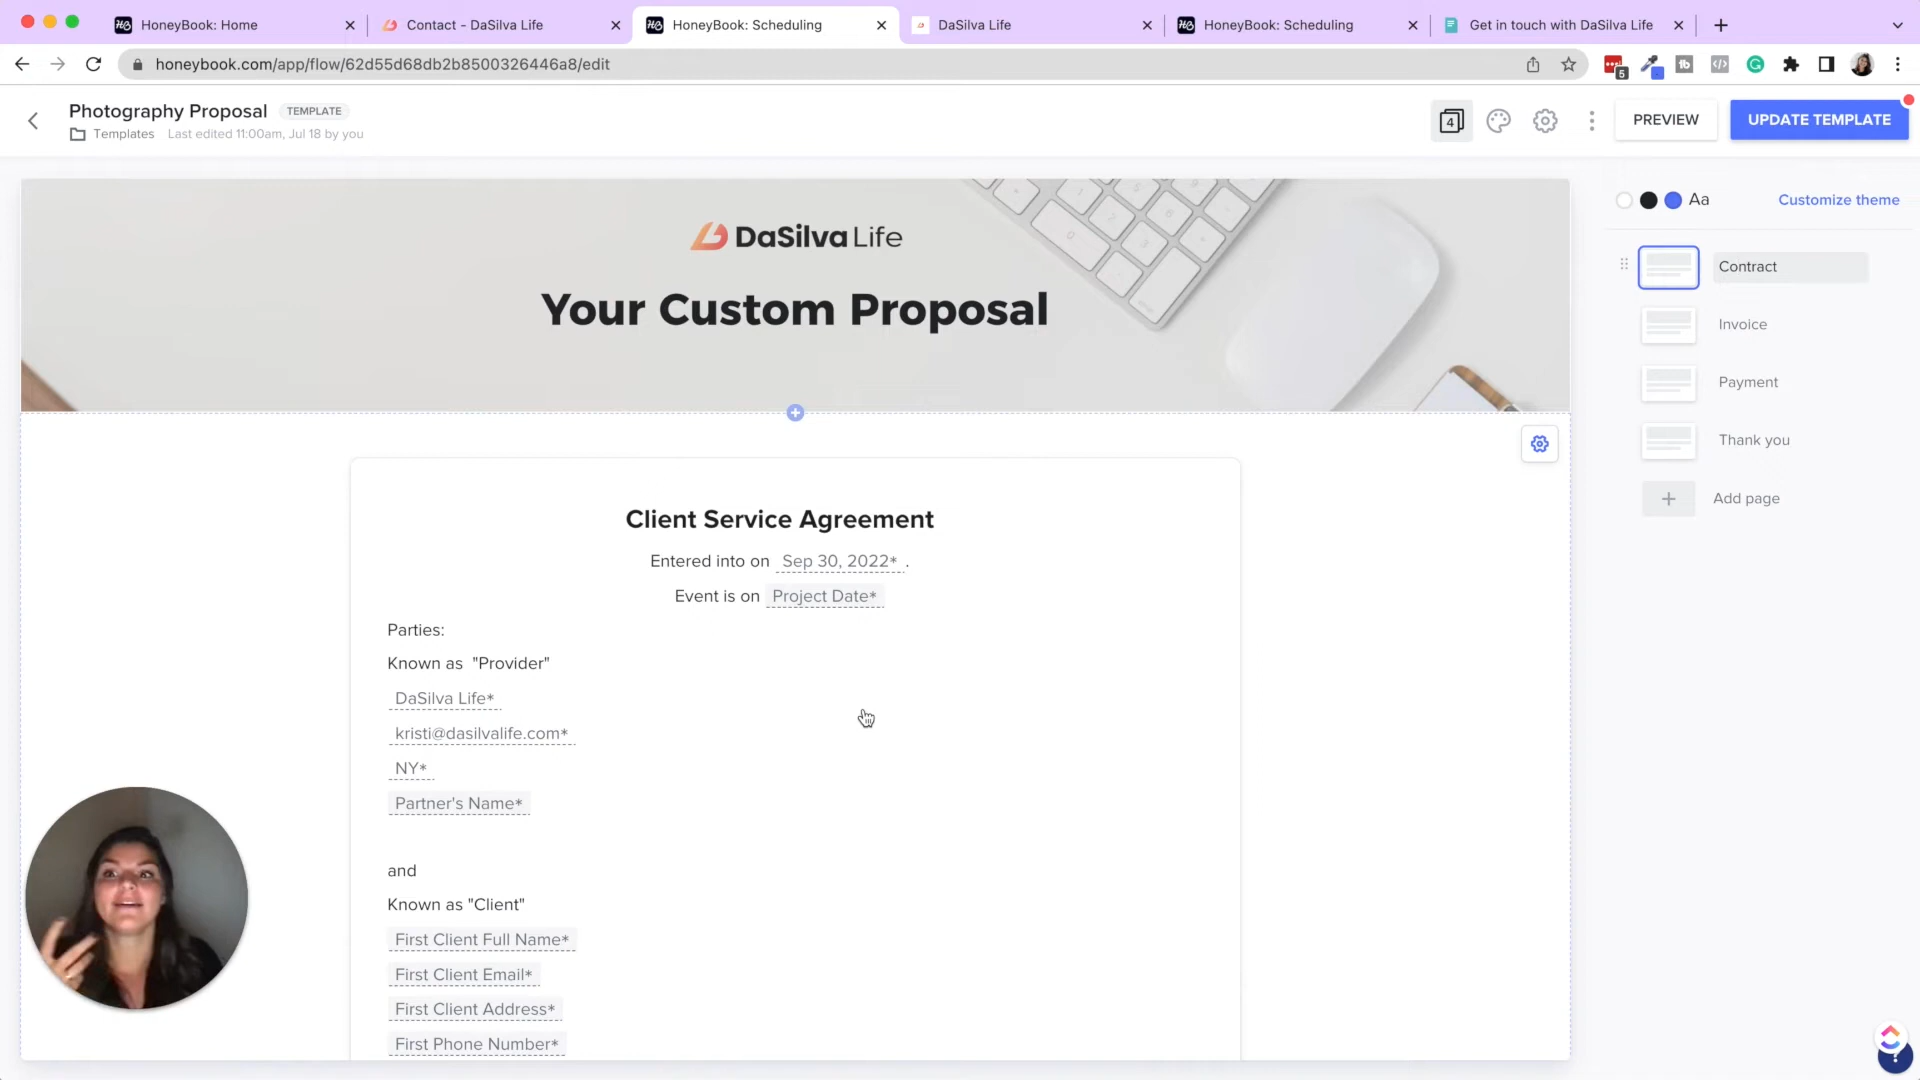 HoneyBook: Home
Contact - DaSilva Life
HoneyBook: Scheduling
DaSilva Life
HoneyBook: Scheduling
Get in touch with DaSilva Life
honeybook.com/app/flow/62d55d68db2b8500326446a8/edit
5
Photography Proposal
TEMPLATE
Templates
Last edited 11:00am, Jul 18 by you
4
PREVIEW
UPDATE TEMPLATE
Aa
Customize theme
DaSilva Life
Your Custom Proposal
Contract
Invoice
Payment
Thank you
Add page
Client Service Agreement
Entered into on Sep 30, 2022* .
Event is on Project Date*
Parties:
Known as "Provider"
DaSilva Life*
kristi@dasilvalife.com*
NY*
Partner's Name*
and
Known as "Client"
First Client Full Name*
First Client Email*
First Client Address*
First Phone Number*